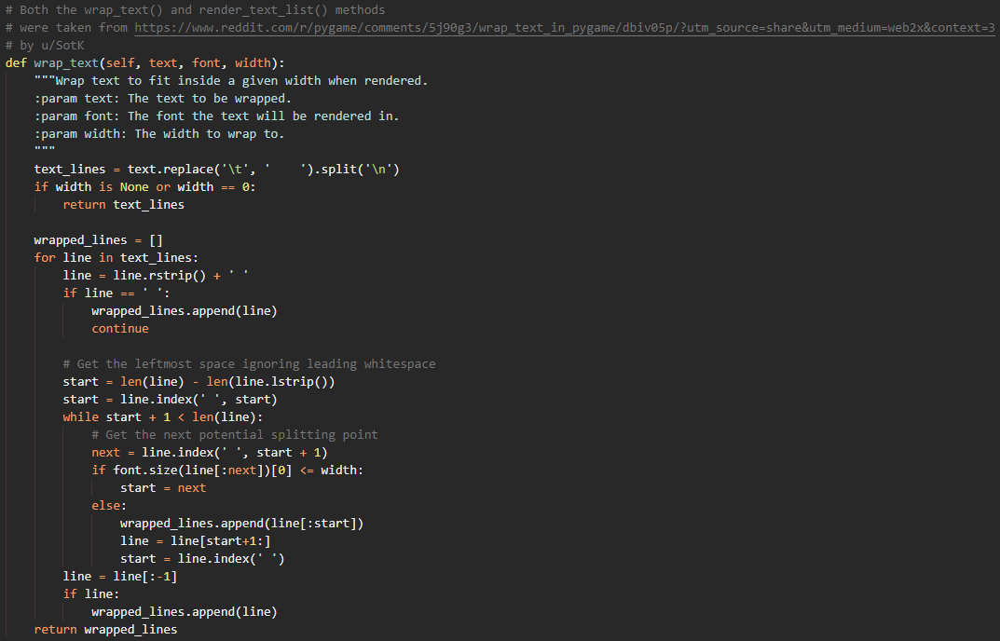 # Both the wrap_text() and render_text_list() methods
# were taken from https://www.reddit.com/r/pygame/comments/5j90g3/wrap_text_in_pygame/dbiv05p/?utm_source=share&utm_medium=web2x&context=3
# by u/SotK
def wrap_text(self, text, font, width):
    """Wrap text to fit inside a given width when rendered.
    :param text: The text to be wrapped.
    :param font: The font the text will be rendered in.
    :param width: The width to wrap to.
    """
    text_lines = text.replace('\t', '    ').split('\n')
    if width is None or width == 0:
        return text_lines

    wrapped_lines = []
    for line in text_lines:
        line = line.rstrip() + ' '
        if line == ' ':
            wrapped_lines.append(line)
            continue

        # Get the leftmost space ignoring leading whitespace
        start = len(line) - len(line.lstrip())
        start = line.index(' ', start)
        while start + 1 < len(line):
            # Get the next potential splitting point
            next = line.index(' ', start + 1)
            if font.size(line[:next])[0] <= width:
                start = next
            else:
                wrapped_lines.append(line[:start])
                line = line[start+1:]
                start = line.index(' ')
        line = line[:-1]
        if line:
            wrapped_lines.append(line)
    return wrapped_lines